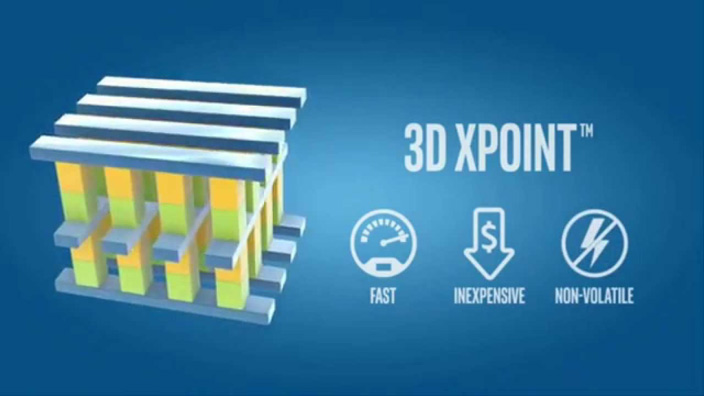 3D XPOINT™
$
FAST
INEXPENSIVE
NON-VOLATILE